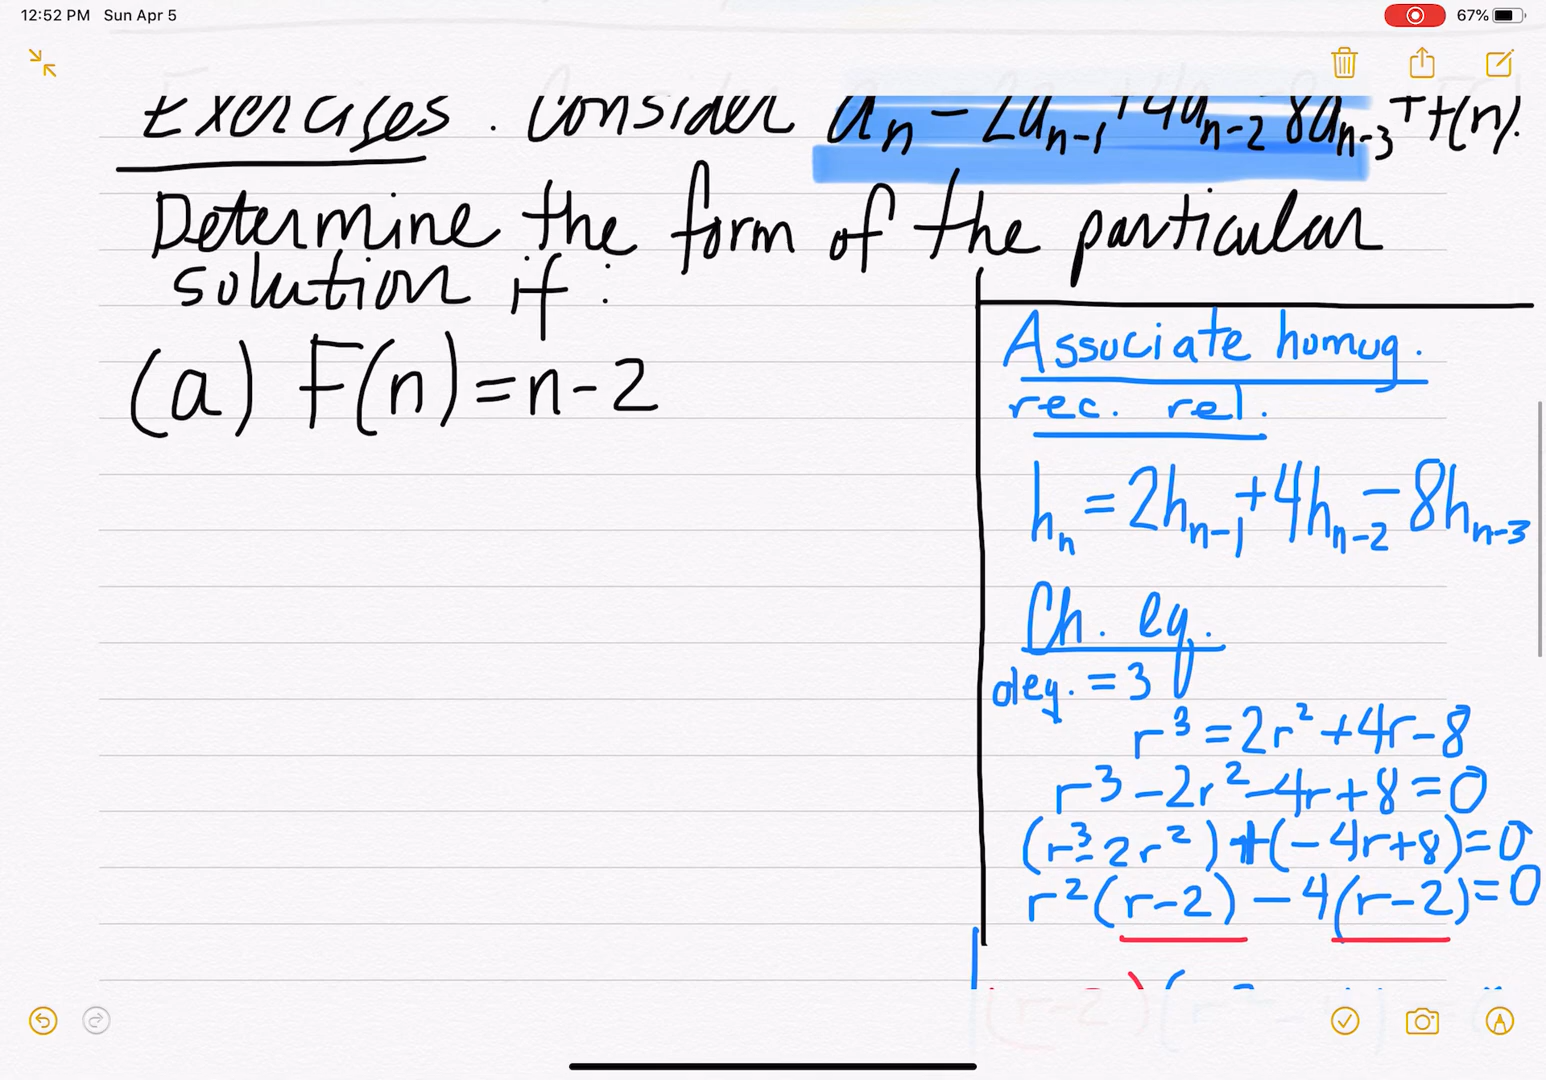 12:52 PM Sun Apr 5
67%
Exercises. Consider aₙ = 2aₙ₋₁ + 4aₙ₋₂ - 8aₙ₋₃ + F(n).
Determine the form of the particular
solution if:
(a) F(n) = n-2
Associate homog.
rec. rel.
hₙ = 2hₙ₋₁ + 4hₙ₋₂ - 8hₙ₋₃
Ch. eq.
deg. = 3
r³ = 2r² + 4r - 8
r³ - 2r² - 4r + 8 = 0
(r³ - 2r²) + (-4r + 8) = 0
r²(r-2) - 4(r-2) = 0